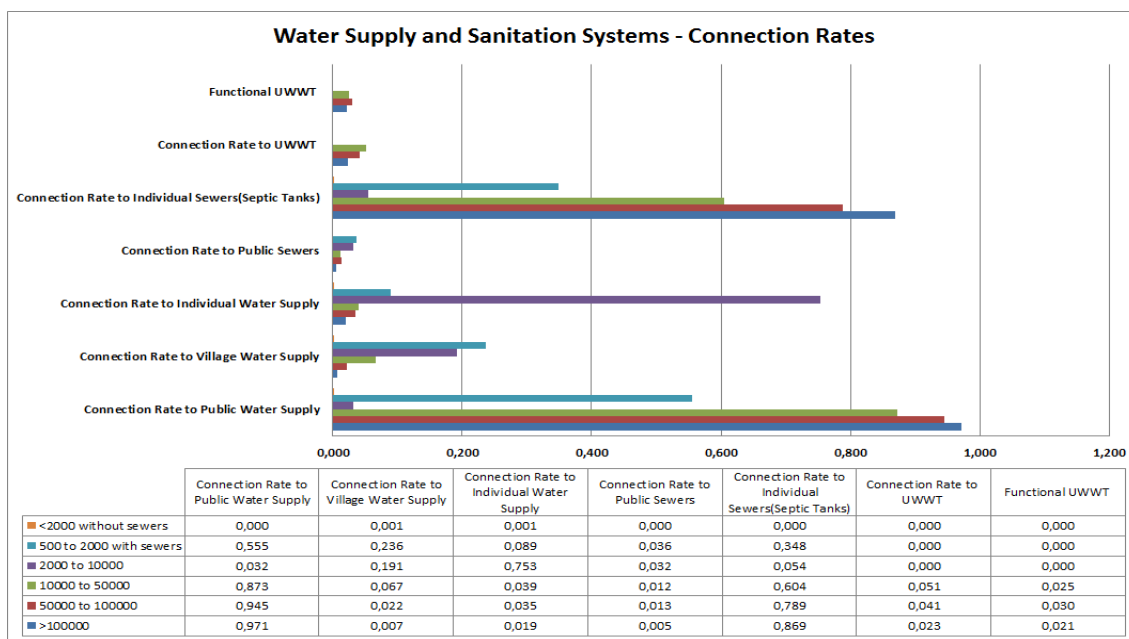 Water Supply and Sanitation Systems - Connection Rates
Functional UWWT
Connection Rate to UWWT
Connection Rate to Individual Sewers(Septic Tanks)
Connection Rate to Public Sewers
Connection Rate to Individual Water Supply
Connection Rate to Village Water Supply
Connection Rate to Public Water Supply
0,000 0,200 0,400 0,600 0,800 1,000 1,200
Connection Rate to Public Water Supply
Connection Rate to Village Water Supply
Connection Rate to Individual Water Supply
Connection Rate to Public Sewers
Connection Rate to Individual Sewers(Septic Tanks)
Connection Rate to UWWT
Functional UWWT
<2000 without sewers 0,000 0,001 0,001 0,000 0,000 0,000 0,000
500 to 2000 with sewers 0,555 0,236 0,089 0,036 0,348 0,000 0,000
2000 to 10000 0,032 0,191 0,753 0,032 0,054 0,000 0,000
10000 to 50000 0,873 0,067 0,039 0,012 0,604 0,051 0,025
50000 to 100000 0,945 0,022 0,035 0,013 0,789 0,041 0,030
>100000 0,971 0,007 0,019 0,005 0,869 0,023 0,021